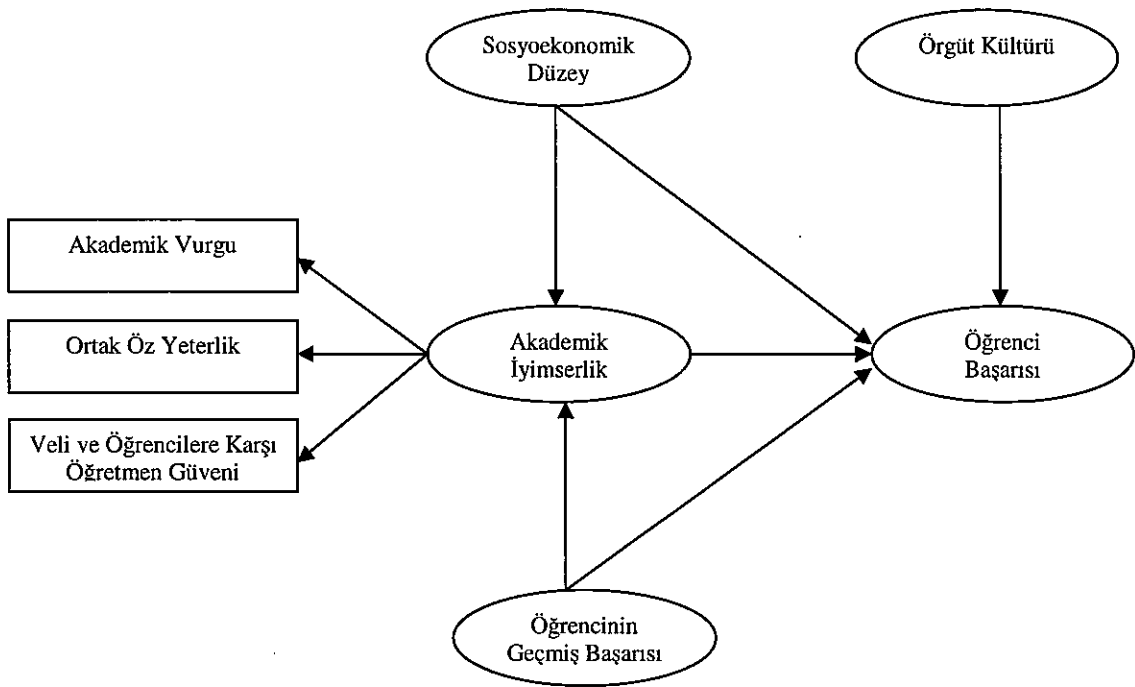 Sosyoekonomik
Düzey
Örgüt Kültürü
Akademik Vurgu
Ortak Öz Yeterlik
Veli ve Öğrencilere Karşı
Öğretmen Güveni
Akademik
İyimserlik
Öğrenci
Başarısı
Öğrencinin
Geçmiş Başarısı